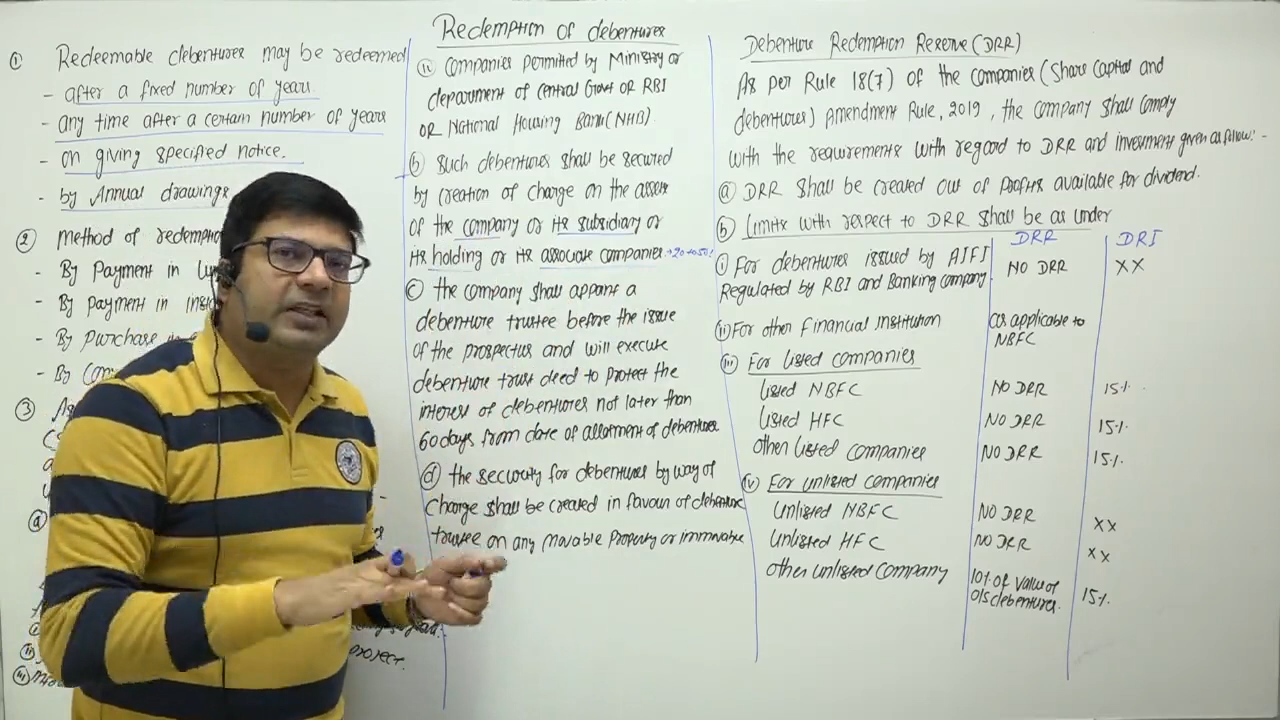 Redemption of debentures
① Redeemable debentures may be redeemed
- after a fixed number of years
- any time after a certain number of years
- on giving specified notice.
- by Annual drawings
② Method of redempt
- By Payment in
- By payment in
- By purchase
- By
③
ⓐ
project.
(ii) Companies permitted by Ministry or
department of central Govt OR RBI
OR National Housing Bank (NHB)
ⓑ Such debentures shall be secured
by creation of charge on the assets
of the company or its subsidiary or
its holding or its associate companies.
ⓒ the company shall appoint a
debenture trustee before the issue
of the prospectus and will execute
debenture trust deed to protect the
interest of debentures not later than
60 days from date of allotment of debenture
ⓓ the security for debentures by way of
charge shall be created in favour of debenture
trustee on any movable property or immovable
Debenture Redemption Reserve (DRR)
As per Rule 18(7) of the companies (Share Capital and
debentures) Amendment Rule, 2019, the company shall comply
with the requirements with regard to DRR and investment given as follow:-
ⓐ DRR shall be created out of profits available for dividend.
ⓑ Limits with respect to DRR shall be as under
DRR DRI
(i) For debentures issued by AIFI
Regulated by RBI and Banking company. NO DRR XX
(ii) For other Financial Institution as applicable to
NBFC
(iii) For listed companies
listed NBFC NO DRR 15%
listed HFC NO DRR 15%
other listed companies NO DRR 15%
(iv) For unlisted companies
Unlisted NBFC NO DRR XX
Unlisted HFC NO DRR XX
other unlisted company 10% of value of
o/s debentures. 15%